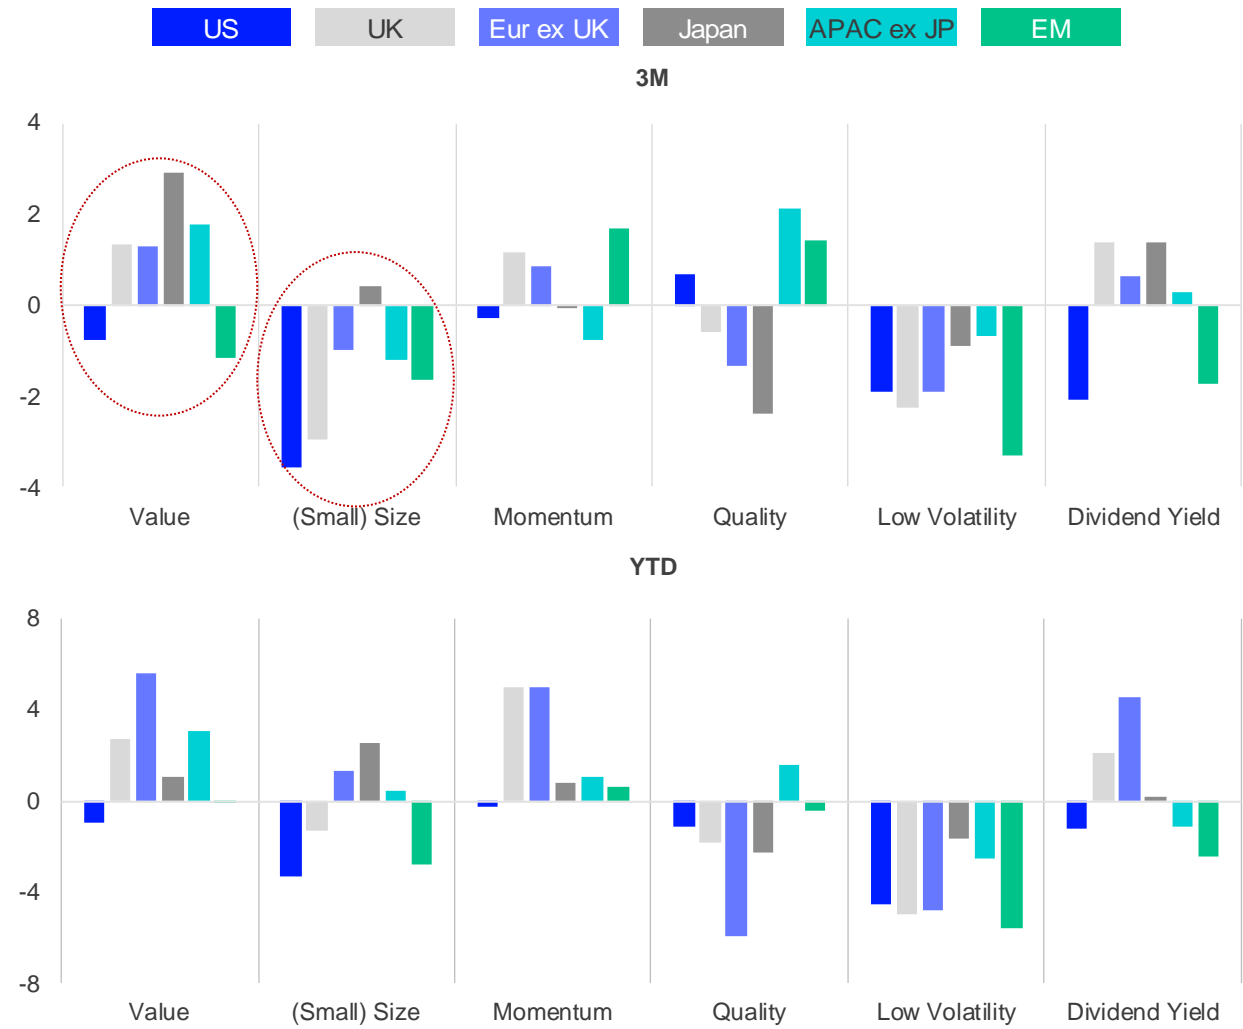 US UK Eur ex UK Japan APAC ex JP EM
3M
4
2
0
-2
-4
Value (Small) Size Momentum Quality Low Volatility Dividend Yield
YTD
8
4
0
-4
-8
Value (Small) Size Momentum Quality Low Volatility Dividend Yield